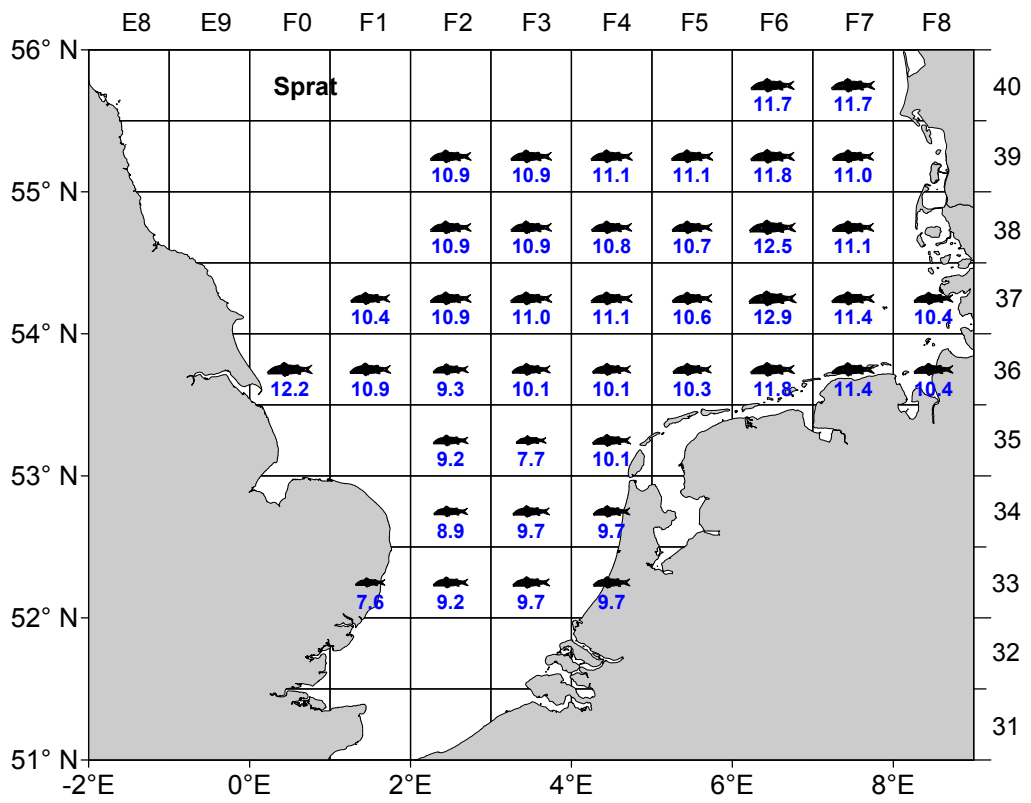 E8 E9 F0 F1 F2 F3 F4 F5 F6 F7 F8
56° N
Sprat
40
11.7 11.7
39
10.9 10.9 11.1 11.1 11.8 11.0
55° N
38
10.9 10.9 10.8 10.7 12.5 11.1
37
10.4 10.9 11.0 11.1 10.6 12.9 11.4 10.4
54° N
36
12.2 10.9 9.3 10.1 10.1 10.3 11.8 11.4 10.4
35
9.2 7.7 10.1
53° N
34
8.9 9.7 9.7
33
7.6 9.2 9.7 9.7
52° N
32
31
51° N
-2°E 0°E 2°E 4°E 6°E 8°E